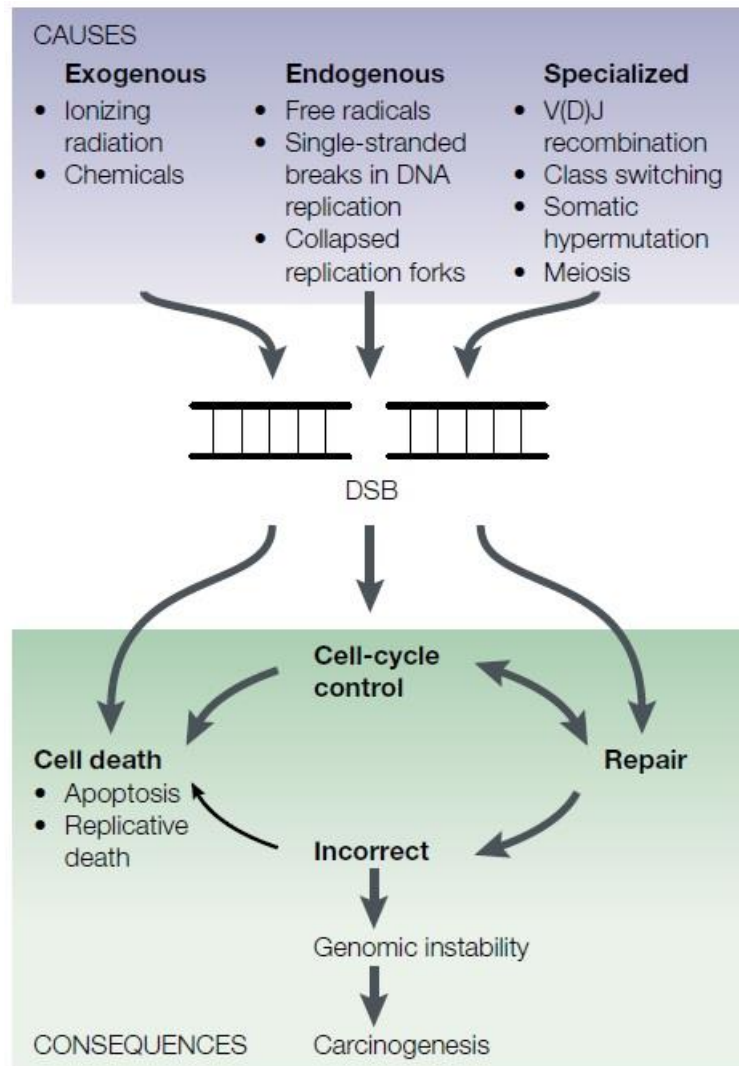 CAUSES
Exogenous
• Ionizing
radiation
• Chemicals
Endogenous
• Free radicals
• Single-stranded
breaks in DNA
replication
• Collapsed
replication forks
Specialized
• V(D)J
recombination
• Class switching
• Somatic
hypermutation
• Meiosis
DSB
Cell-cycle
control
Cell death
• Apoptosis
• Replicative
death
Repair
Incorrect
Genomic instability
CONSEQUENCES
Carcinogenesis